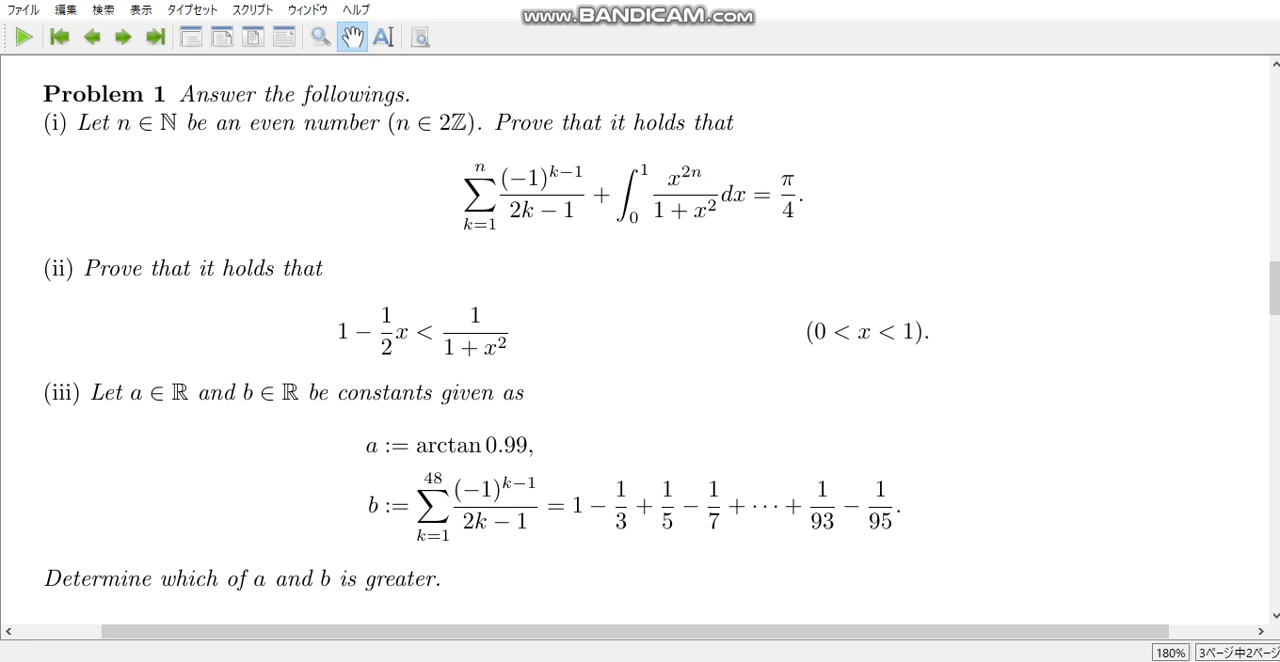 ファイル 編集 検索 表示 タイプセット スクリプト ウィンドウ ヘルプ
www.BANDICAM.com
AI
Problem 1 Answer the followings.
(i) Let n ∈ ℕ be an even number (n ∈ 2ℤ). Prove that it holds that
∑_{k=1}^{n} (-1)^{k-1}/(2k − 1) + ∫_0^1 x^{2n}/(1 + x^2) dx = π/4.
(ii) Prove that it holds that
1 − 1/2 x < 1/(1 + x^2) (0 < x < 1).
(iii) Let a ∈ ℝ and b ∈ ℝ be constants given as
a := arctan 0.99,
b := ∑_{k=1}^{48} (-1)^{k-1}/(2k − 1) = 1 − 1/3 + 1/5 − 1/7 + ⋯ + 1/93 − 1/95.
Determine which of a and b is greater.
180% 3ページ中2ページ